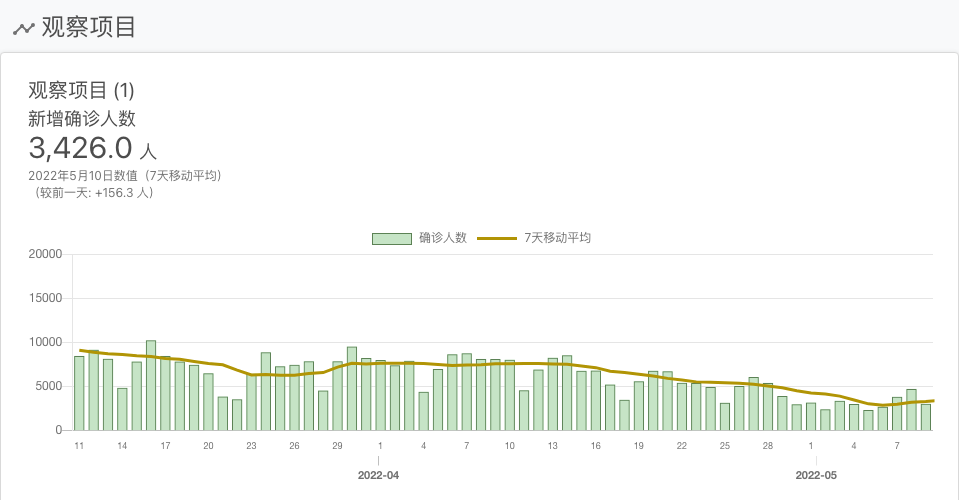 观察项目
观察项目 (1)
新增确诊人数
3,426.0 人
2022年5月10日数值（7天移动平均）
（较前一天: +156.3 人）
确诊人数 7天移动平均
20000
15000
10000
5000
0
11 14 17 20 23 26 29 1 4 7 10 13 16 19 22 25 28 1 4 7
2022-04 2022-05